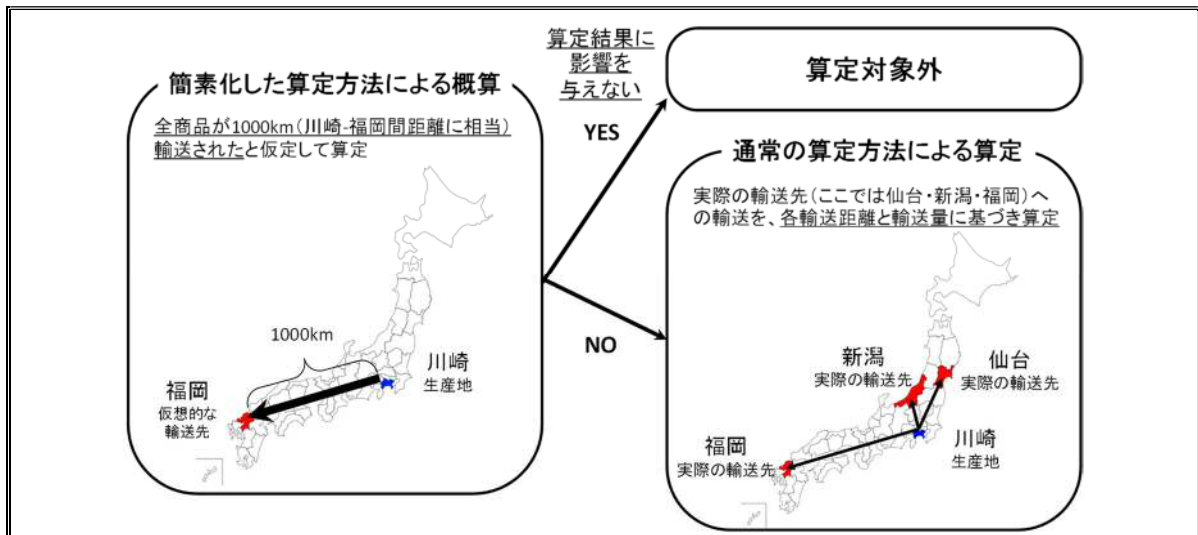 簡素化した算定方法による概算
全商品が1000km（川崎-福岡間距離に相当）
輸送されたと仮定して算定
1000km
川崎
生産地
福岡
仮想的な
輸送先
算定結果に
影響を
与えない
YES
NO
算定対象外
通常の算定方法による算定
実際の輸送先（ここでは仙台・新潟・福岡）へ
の輸送を、各輸送距離と輸送量に基づき算定
新潟
実際の輸送先
仙台
実際の輸送先
福岡
実際の輸送先
川崎
生産地